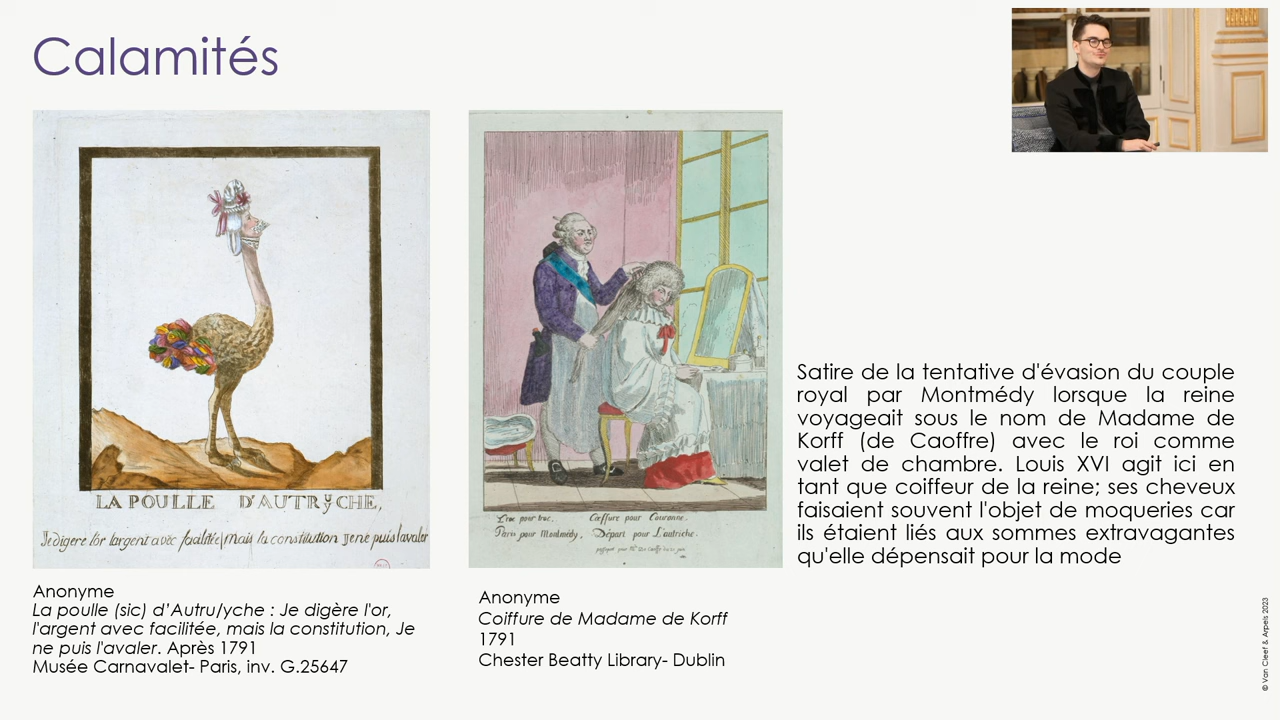 Calamités
LA POULLE D'AUTRŸCHE,
Je digere l'or largent avec facilitée mais la constitution je ne puis lavaler
Troc pour troc, Coeffure pour Couronne.
Paris pour Montmédy, Départ pour L'autriche.
Satire de la tentative d'évasion du couple
royal par Montmédy lorsque la reine
voyageait sous le nom de Madame de
Korff (de Caoffre) avec le roi comme
valet de chambre. Louis XVI agit ici en
tant que coiffeur de la reine; ses cheveux
faisaient souvent l'objet de moqueries car
ils étaient liés aux sommes extravagantes
qu'elle dépensait pour la mode
Anonyme
La poulle (sic) d'Autru/yche : Je digère l'or,
l'argent avec facilitée, mais la constitution, Je
ne puis l'avaler. Après 1791
Musée Carnavalet- Paris, inv. G.25647
Anonyme
Coiffure de Madame de Korff
1791
Chester Beatty Library- Dublin
© Van Cleef & Arpels 2023